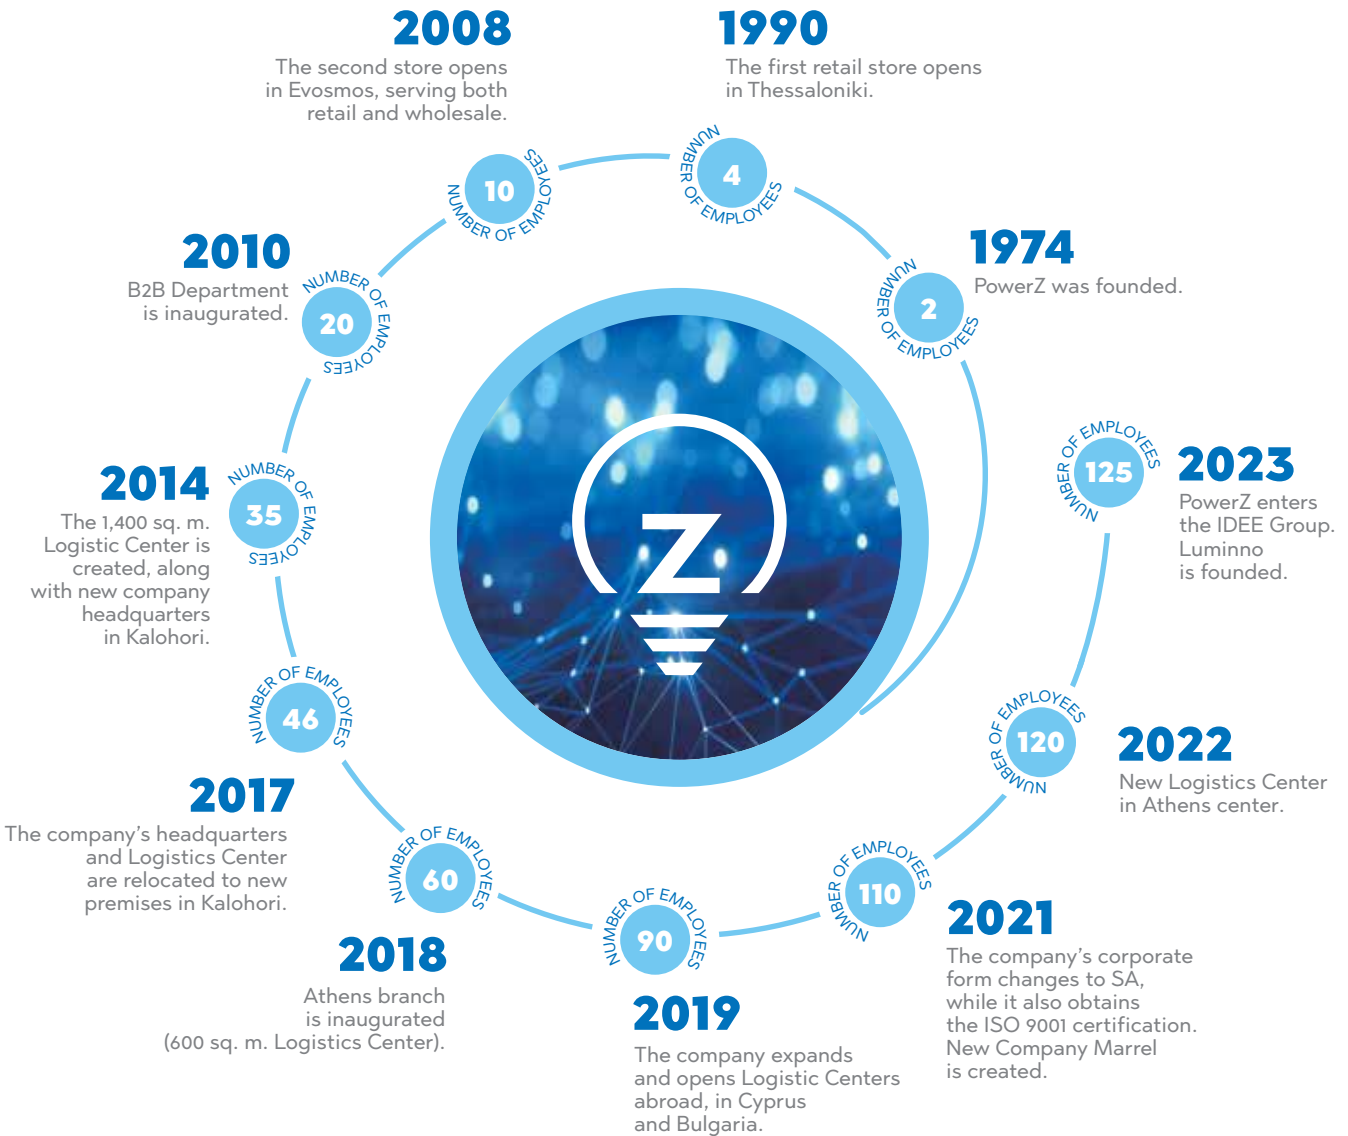 1974
PowerZ was founded.
2
NUMBER OF EMPLOYEES
1990
The first retail store opens
in Thessaloniki.
4
NUMBER OF EMPLOYEES
2008
The second store opens
in Evosmos, serving both
retail and wholesale.
10
NUMBER OF EMPLOYEES
2010
B2B Department
is inaugurated.
20
NUMBER OF EMPLOYEES
2014
The 1,400 sq. m.
Logistic Center is
created, along
with new company
headquarters
in Kalohori.
35
NUMBER OF EMPLOYEES
2017
The company's headquarters
and Logistics Center
are relocated to new
premises in Kalohori.
46
NUMBER OF EMPLOYEES
2018
Athens branch
is inaugurated
(600 sq. m. Logistics Center).
60
NUMBER OF EMPLOYEES
2019
The company expands
and opens Logistic Centers
abroad, in Cyprus
and Bulgaria.
90
NUMBER OF EMPLOYEES
2021
The company's corporate
form changes to SA,
while it also obtains
the ISO 9001 certification.
New Company Marrel
is created.
110
NUMBER OF EMPLOYEES
2022
New Logistics Center
in Athens center.
120
NUMBER OF EMPLOYEES
2023
PowerZ enters
the IDEE Group.
Luminno
is founded.
125
NUMBER OF EMPLOYEES
Z